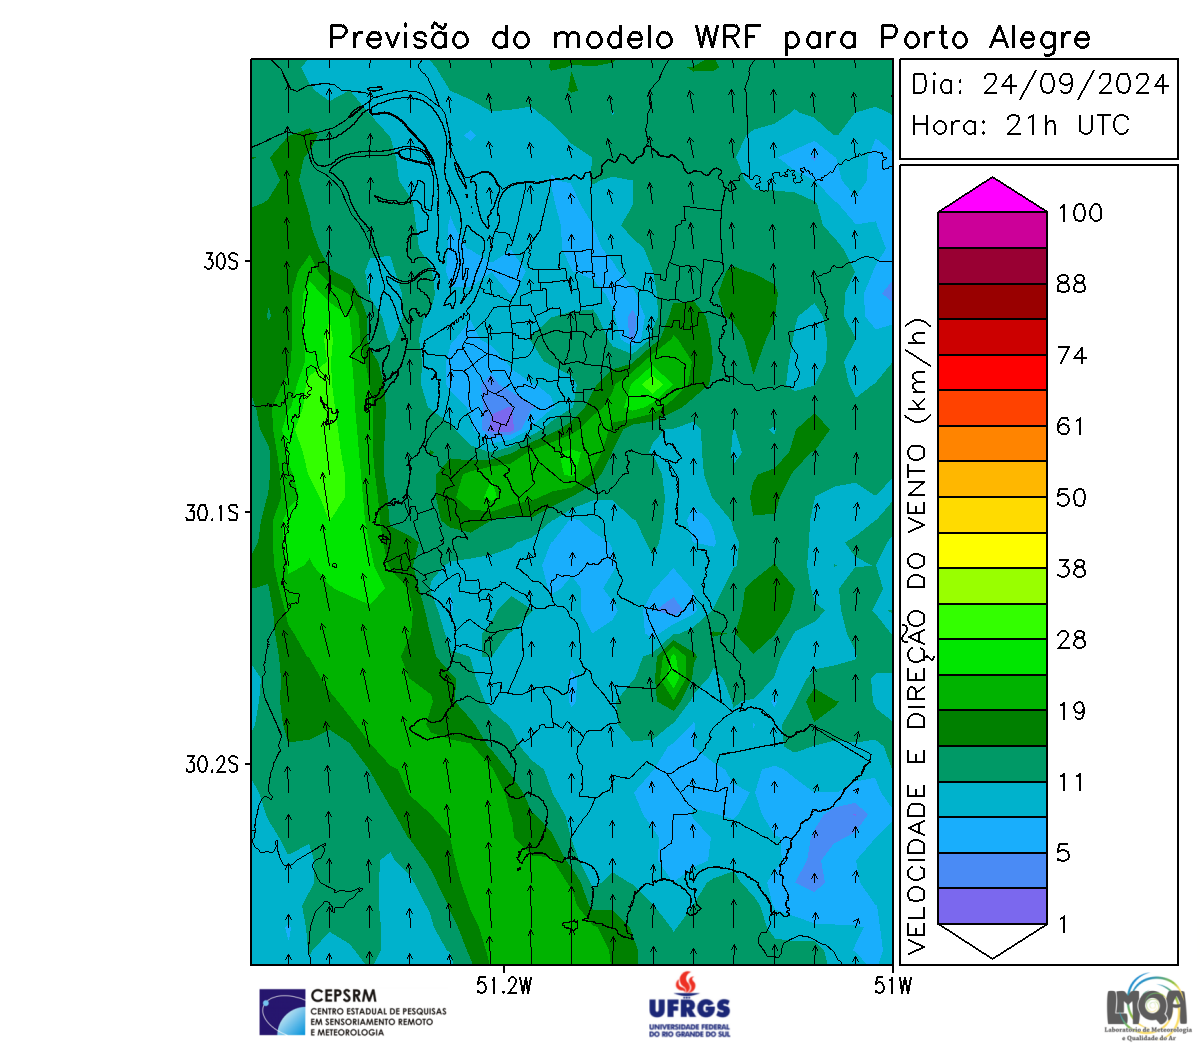 Previsão do modelo WRF para Porto Alegre
Dia: 24/09/2024
Hora: 21h UTC
30S
30.1S
30.2S
51.2W
51W
VELOCIDADE E DIREÇÃO DO VENTO (km/h)
100
88
74
61
50
38
28
19
11
5
1
CEPSRM
CENTRO ESTADUAL DE PESQUISAS
EM SENSORIAMENTO REMOTO
E METEOROLOGIA
UFRGS
UNIVERSIDADE FEDERAL
DO RIO GRANDE DO SUL
LMQA
Laboratório de Meteorologia
e Qualidade do Ar